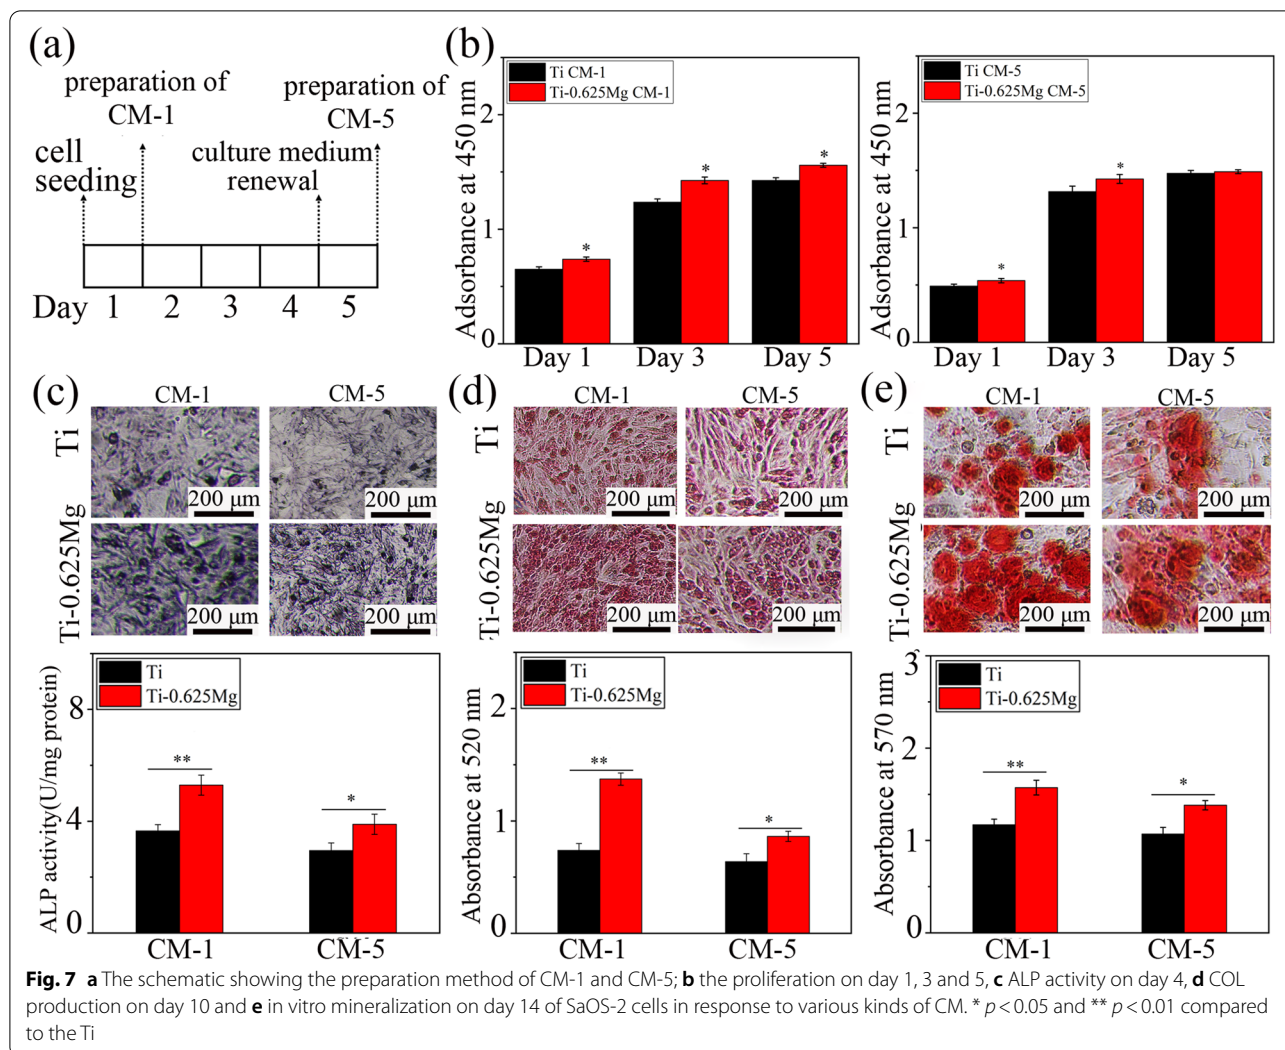 (a)
preparation of
CM-1
preparation of
CM-5
cell
seeding
culture medium
renewal
Day 1 2 3 4 5
(b)
Adsorbance at 450 nm
2
1
0
Ti CM-1
Ti-0.625Mg CM-1
* * *
Day 1 Day 3 Day 5
Adsorbance at 450 nm
2
1
0
Ti CM-5
Ti-0.625Mg CM-5
* *
Day 1 Day 3 Day 5
(c)
CM-1 CM-5
Ti
200 μm 200 μm
Ti-0.625Mg
200 μm 200 μm
ALP activity(U/mg protein)
8
4
0
Ti
Ti-0.625Mg
** *
CM-1 CM-5
(d)
CM-1 CM-5
200 μm 200 μm
Ti
Ti-0.625Mg
200 μm 200 μm
Absorbance at 520 nm
2
1
0
Ti
Ti-0.625Mg
** *
CM-1 CM-5
(e)
CM-1 CM-5
Ti
200 μm 200 μm
Ti-0.625Mg
200 μm 200 μm
Absorbance at 570 nm
3
2
1
0
Ti
Ti-0.625Mg
** *
CM-1 CM-5
Fig. 7 a The schematic showing the preparation method of CM-1 and CM-5; b the proliferation on day 1, 3 and 5, c ALP activity on day 4, d COL
production on day 10 and e in vitro mineralization on day 14 of SaOS-2 cells in response to various kinds of CM. * p < 0.05 and ** p < 0.01 compared
to the Ti